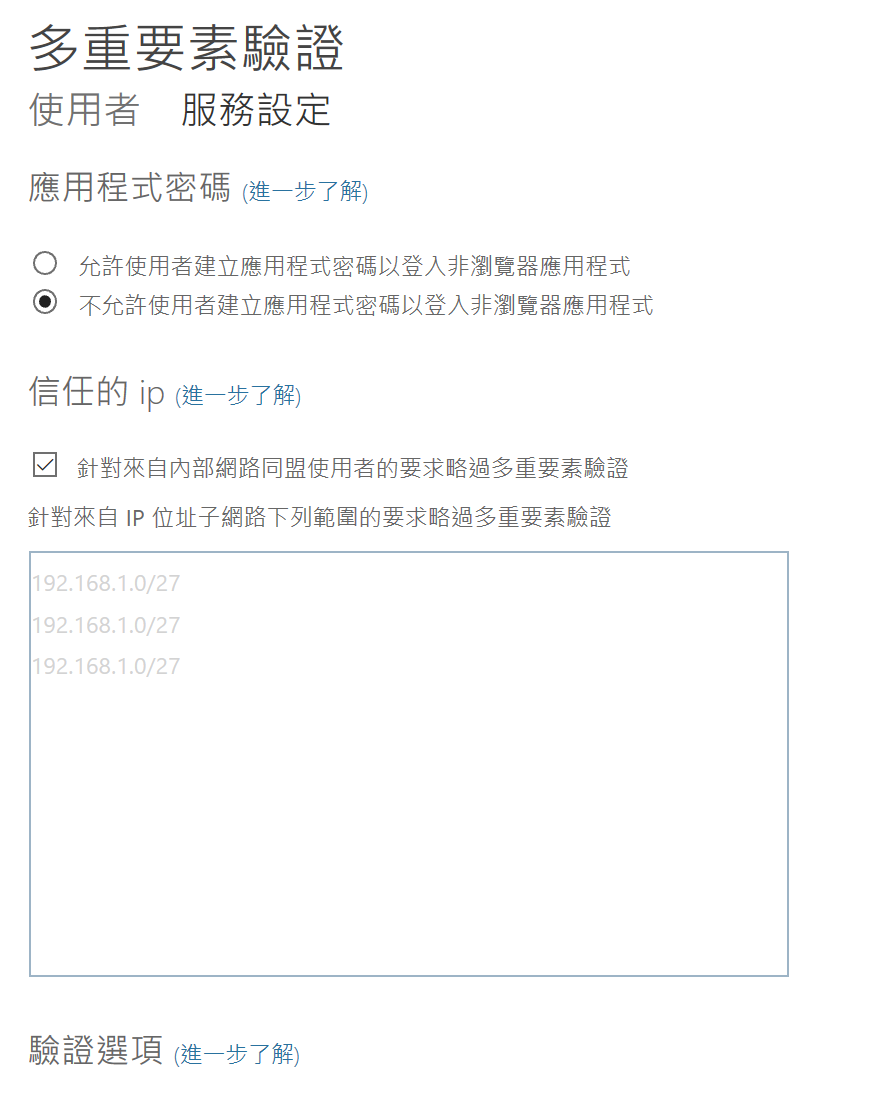 多重要素驗證
使用者 服務設定
應用程式密碼 (進一步了解)
允許使用者建立應用程式密碼以登入非瀏覽器應用程式
不允許使用者建立應用程式密碼以登入非瀏覽器應用程式
信任的 ip (進一步了解)
針對來自內部網路同盟使用者的要求略過多重要素驗證
針對來自 IP 位址子網路下列範圍的要求略過多重要素驗證
192.168.1.0/27
192.168.1.0/27
192.168.1.0/27
驗證選項 (進一步了解)